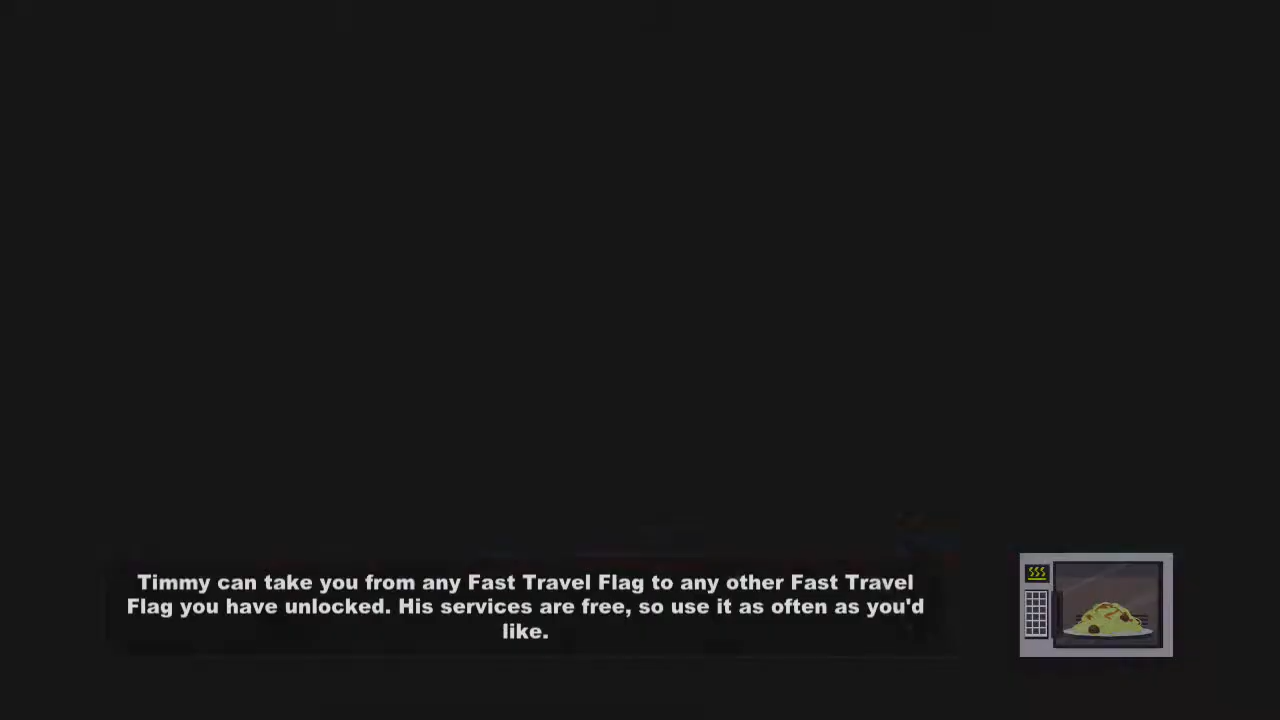 Timmy can take you from any Fast Travel Flag to any other Fast Travel
Flag you have unlocked. His services are free, so use it as often as you'd
like.